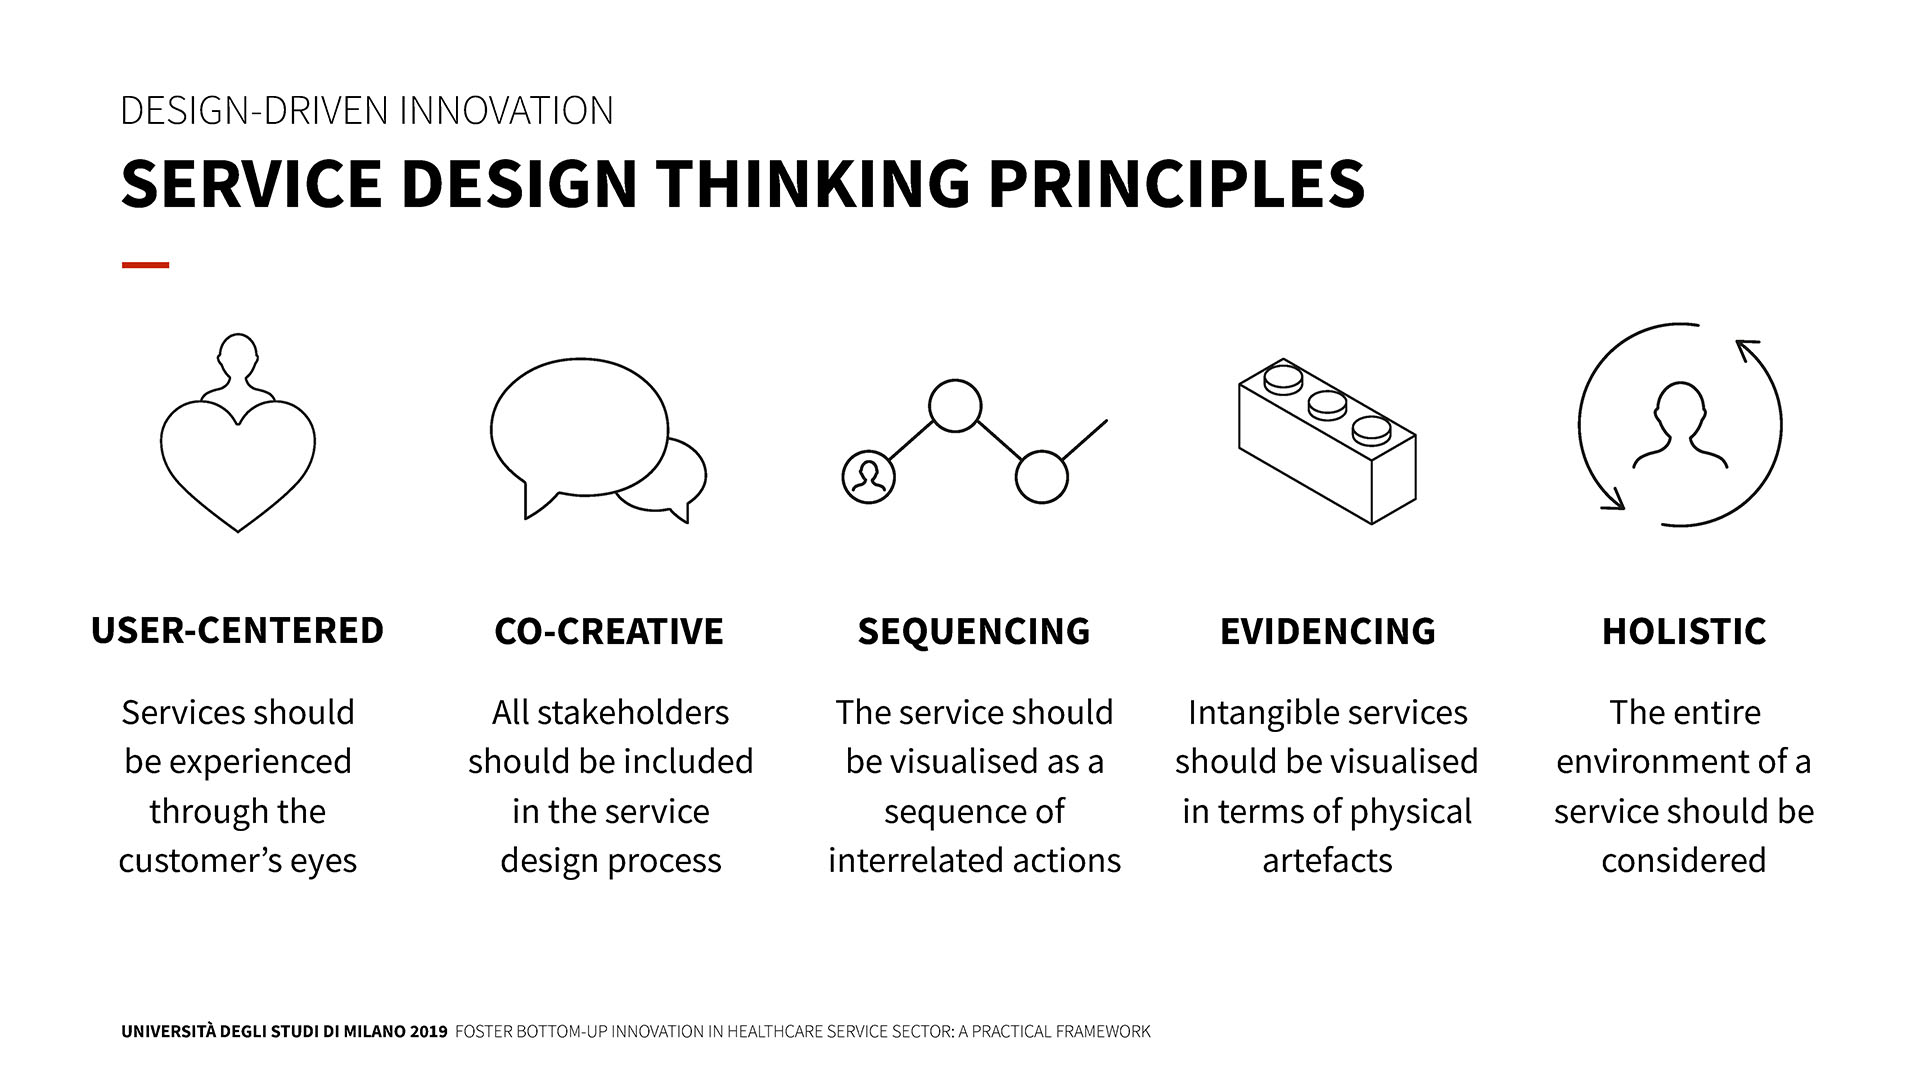 DESIGN-DRIVEN INNOVATION
SERVICE DESIGN THINKING PRINCIPLES
USER-CENTERED
Services should
be experienced
through the
customer’s eyes
CO-CREATIVE
All stakeholders
should be included
in the service
design process
SEQUENCING
The service should
be visualised as a
sequence of
interrelated actions
EVIDENCING
Intangible services
should be visualised
in terms of physical
artefacts
HOLISTIC
The entire
environment of a
service should be
considered
UNIVERSITÀ DEGLI STUDI DI MILANO 2019 FOSTER BOTTOM-UP INNOVATION IN HEALTHCARE SERVICE SECTOR: A PRACTICAL FRAMEWORK